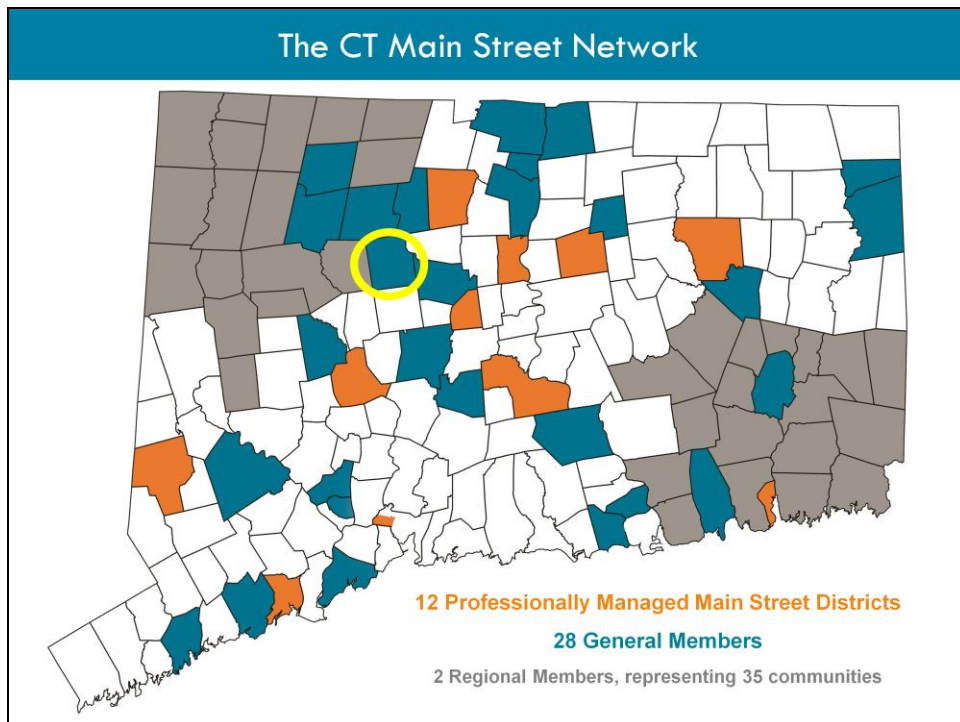 The CT Main Street Network
12 Professionally Managed Main Street Districts
28 General Members
2 Regional Members, representing 35 communities